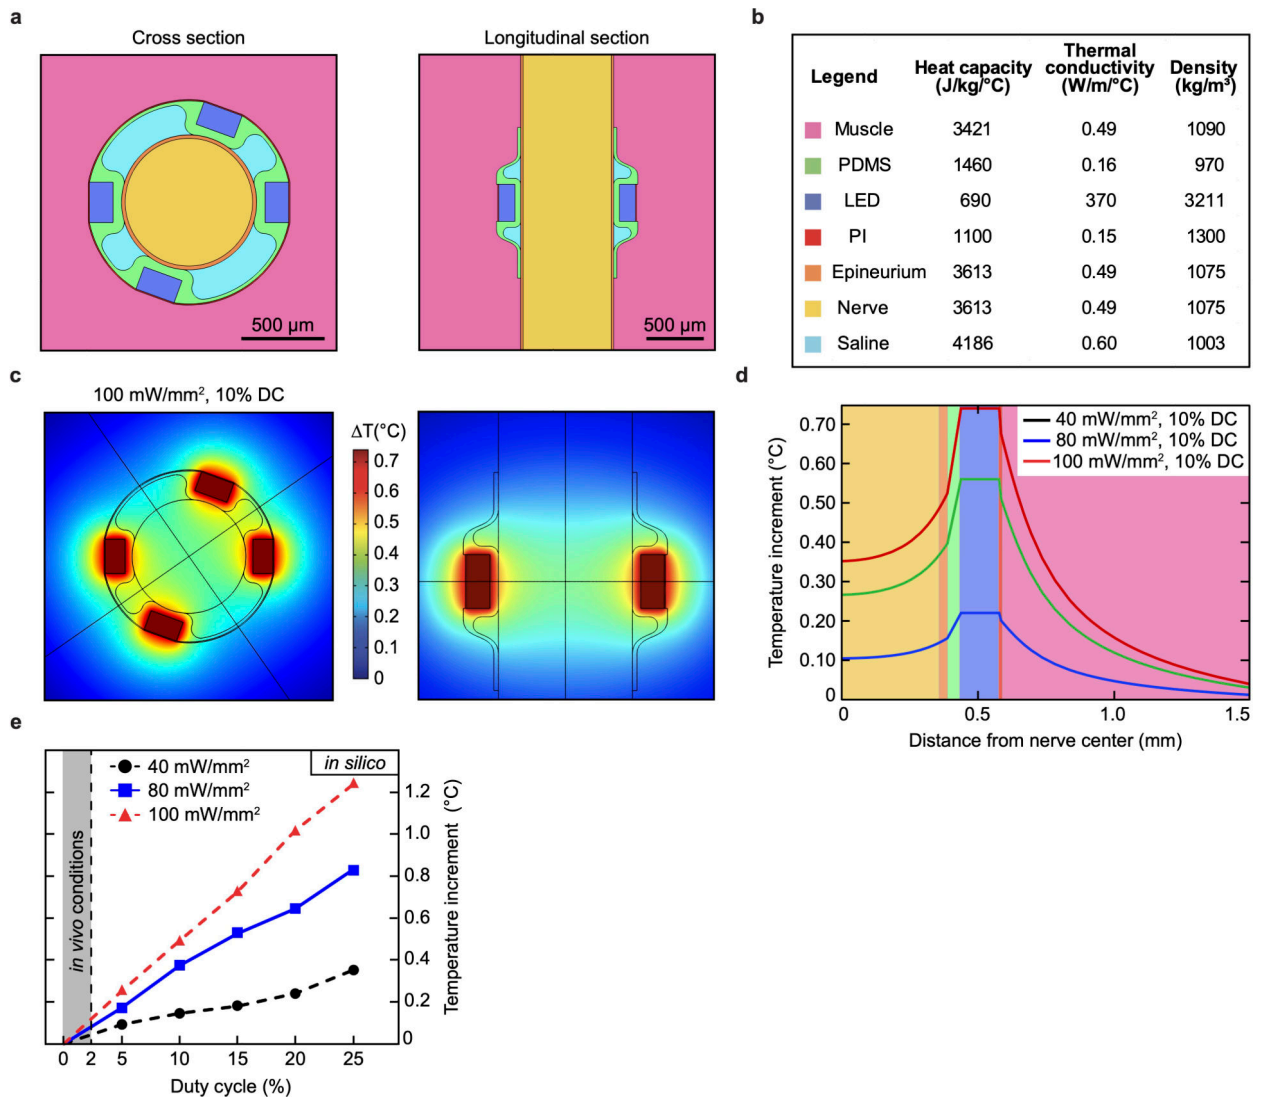 a
Cross section
Longitudinal section
500 µm
500 µm
b
Legend
Heat capacity
(J/kg/°C)
Thermal
conductivity
(W/m/°C)
Density
(kg/m³)
Muscle 3421 0.49 1090
PDMS 1460 0.16 970
LED 690 370 3211
PI 1100 0.15 1300
Epineurium 3613 0.49 1075
Nerve 3613 0.49 1075
Saline 4186 0.60 1003
c
100 mW/mm², 10% DC
ΔT(°C)
0.7
0.6
0.5
0.4
0.3
0.2
0.1
0
d
40 mW/mm², 10% DC
80 mW/mm², 10% DC
100 mW/mm², 10% DC
Temperature increment (°C)
0.70
0.60
0.50
0.40
0.30
0.20
0.10
0
0 0.5 1.0 1.5
Distance from nerve center (mm)
e
in silico
40 mW/mm²
80 mW/mm²
100 mW/mm²
in vivo conditions
1.2
1.0
0.8
0.6
0.4
0.2
0
Temperature increment (°C)
0 2 5 10 15 20 25
Duty cycle (%)